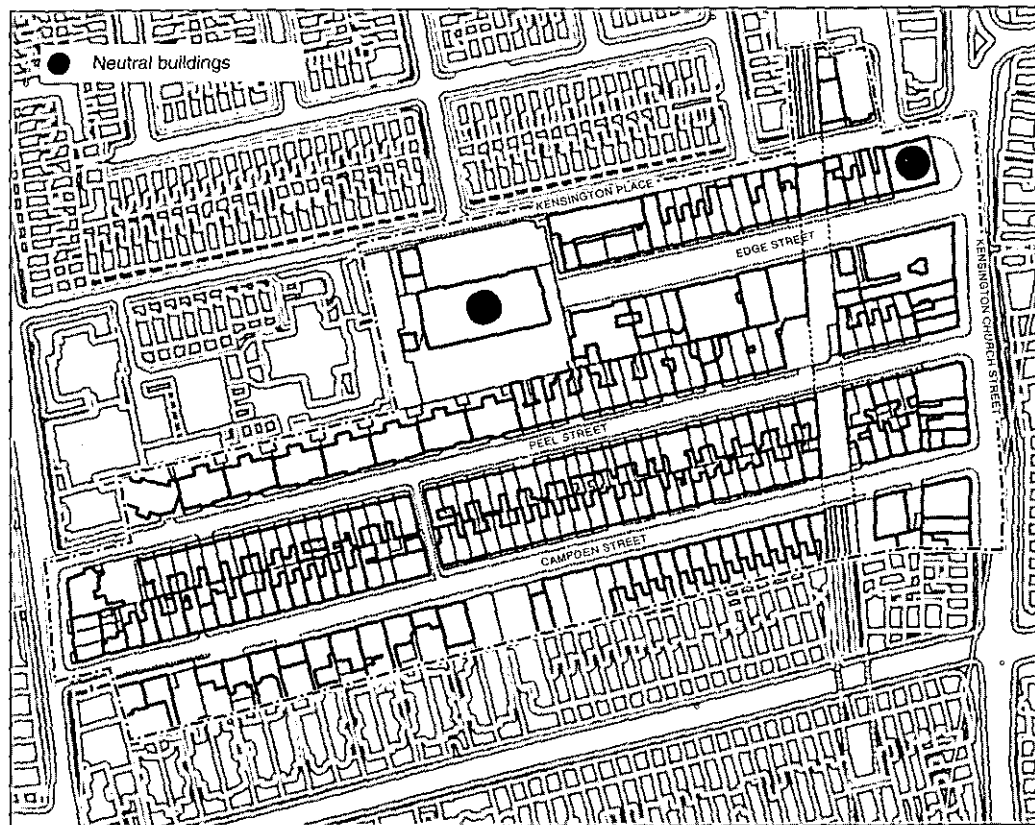 Neutral buildings
KENSINGTON PLACE
EDGE STREET
KENSINGTON CHURCH STREET
PEEL STREET
CAMPDEN STREET